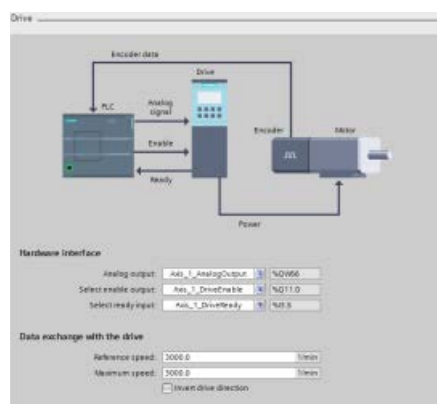 Drive
Encoder data
Drive
PLC
Analog signal
Encoder
Motor
Enable
Ready
Power
Hardware interface
Analog output: Axis_1_AnalogOutput %QW66
Select enable output: Axis_1_DriveEnable %Q11.0
Select ready input: Axis_1_DriveReady
Data exchange with the drive
Reference speed: 3000.0 1/min
Maximum speed: 3000.0 1/min
Invert drive direction